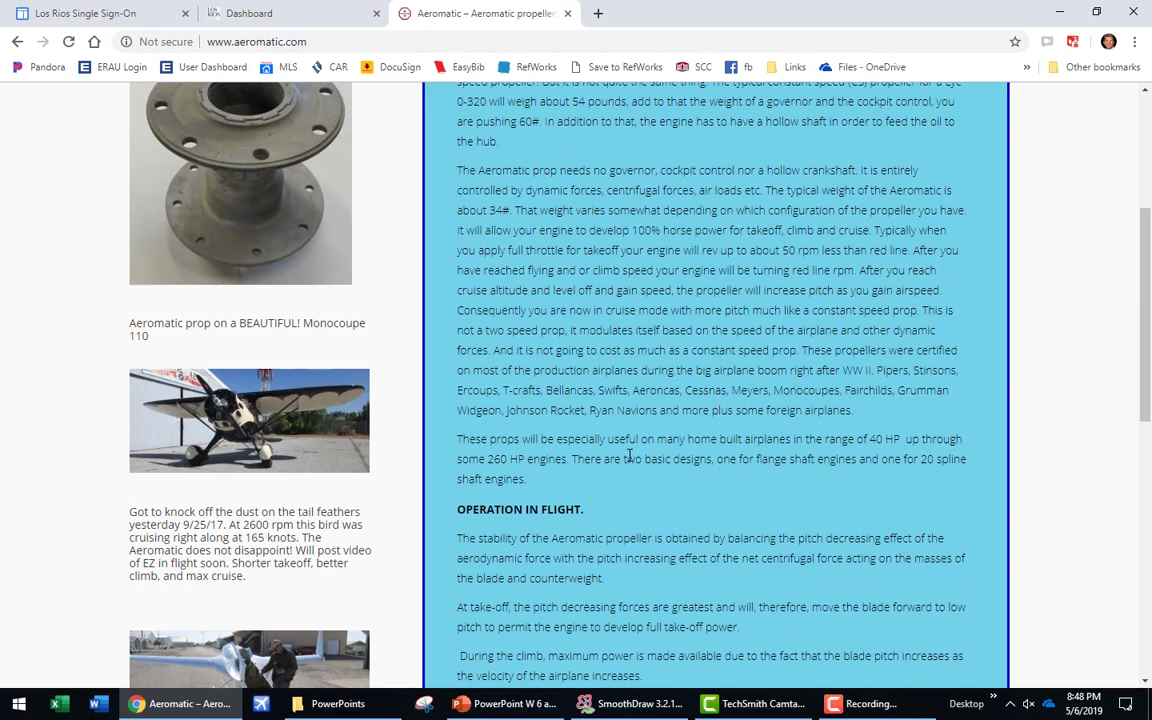 Los Rios Single Sign-On
Dashboard
Aeromatic – Aeromatic propeller
Not secure
www.aeromatic.com
Pandora
ERAU Login
User Dashboard
MLS
CAR
DocuSign
EasyBib
RefWorks
Save to RefWorks
SCC
fb
Links
Files - OneDrive
»
Other bookmarks
0-320 will weigh about 54 pounds, add to that the weight of a governor and the cockpit control, you
are pushing 60#. in addition to that, the engine has to have a hollow shaft in order to feed the oil to
the hub.
The Aeromatic prop needs no governor, cockpit control nor a hollow crankshaft. It is entirely
controlled by dynamic forces, centrifugal forces, air loads etc. The typical weight of the Aeromatic is
about 34#. That weight varies somewhat depending on which configuration of the propeller you have.
it will allow your engine to develop 100% horse power for takeoff, climb and cruise. Typically when
you apply full throttle for takeoff your engine will rev up to about 50 rpm less than red line. After you
have reached flying and or climb speed your engine will be turning red line rpm. After you reach
cruise altitude and level off and gain speed, the propeller will increase pitch as you gain airspeed.
Consequently you are now in cruise mode with more pitch much like a constant speed prop. This is
not a two speed prop, it modulates itself based on the speed of the airplane and other dynamic
forces. And it is not going to cost as much as a constant speed prop. These propellers were certified
on most of the production airplanes during the big airplane boom right after WW II. Pipers, Stinsons,
Ercoups, T-crafts, Bellancas, Swifts, Aeroncas, Cessnas, Meyers, Monocoupes, Fairchilds, Grumman
Widgeon, Johnson Rocket, Ryan Navions and more plus some foreign airplanes.
These props will be especially useful on many home built airplanes in the range of 40 HP up through
some 260 HP engines. There are two basic designs, one for flange shaft engines and one for 20 spline
shaft engines.
OPERATION IN FLIGHT.
The stability of the Aeromatic propeller is obtained by balancing the pitch decreasing effect of the
aerodynamic force with the pitch increasing effect of the net centrifugal force acting on the masses of
the blade and counterweight.
At take-off, the pitch decreasing forces are greatest and will, therefore, move the blade forward to low
pitch to permit the engine to develop full take-off power.
During the climb, maximum power is made available due to the fact that the blade pitch increases as
the velocity of the airplane increases.
Aeromatic prop on a BEAUTIFUL! Monocoupe
110
Got to knock off the dust on the tail feathers
yesterday 9/25/17. At 2600 rpm this bird was
cruising right along at 165 knots. The
Aeromatic does not disappoint! Will post video
of EZ in flight soon. Shorter takeoff, better
climb, and max cruise.
Aeromatic – Aero...
PowerPoints
PowerPoint W 6 a...
SmoothDraw 3.2.1...
TechSmith Camta...
Recording...
Desktop
8:48 PM
5/6/2019